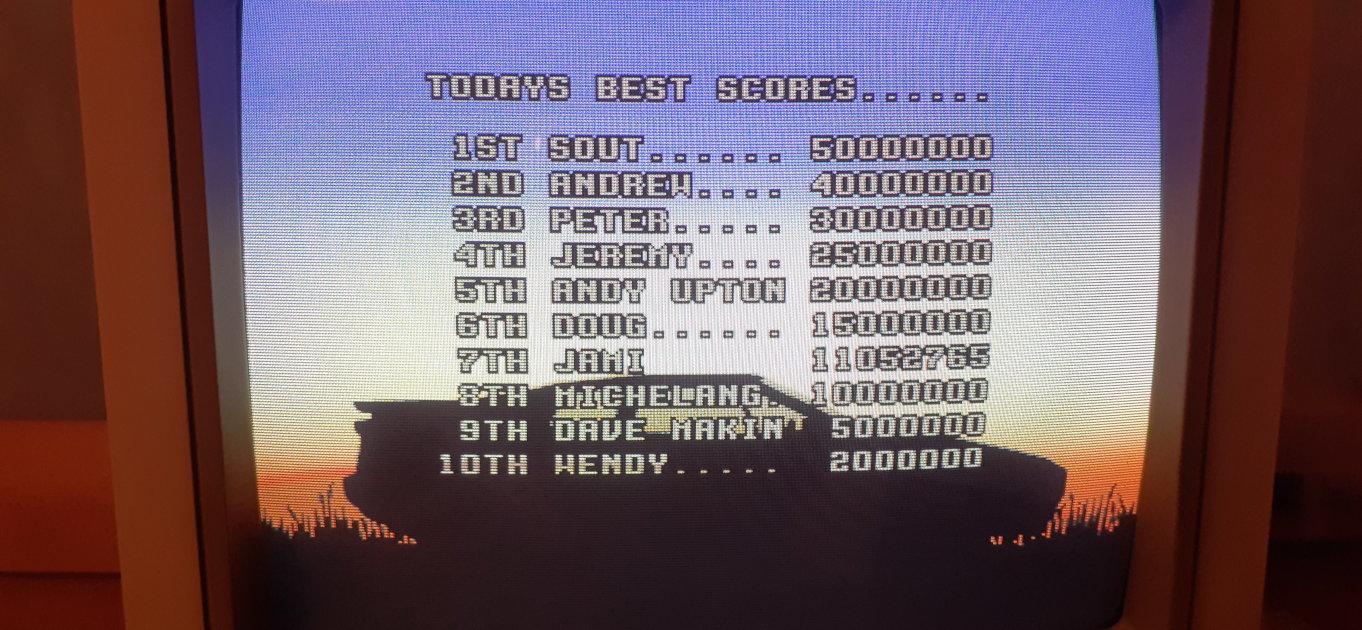 TODAYS BEST SCORES......
1ST SOUT...... 50000000
2ND ANDREW.... 40000000
3RD PETER..... 30000000
4TH JEREMY.... 25000000
5TH ANDY UPTON 20000000
6TH DOUG...... 15000000
7TH JAMI 11052765
8TH MICHELANG. 10000000
9TH DAVE MAKIN 5000000
10TH WENDY..... 2000000